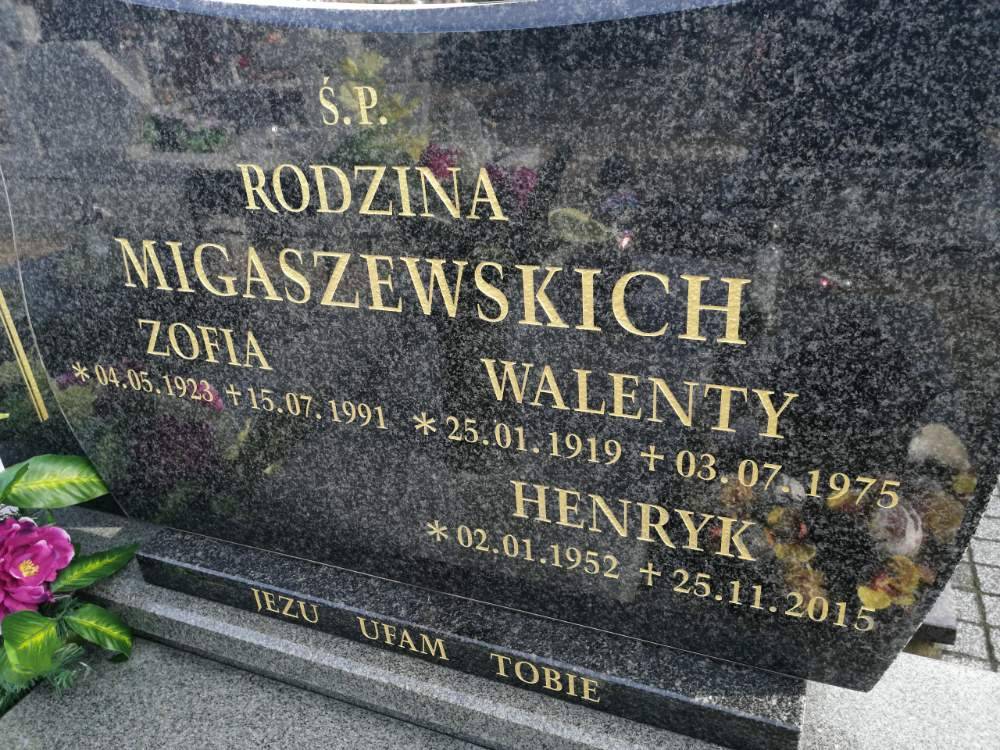 Ś.P.
RODZINA
MIGASZEWSKICH
ZOFIA
* 04.05.1923 + 15.07.1991
WALENTY
* 25.01.1919 + 03.07.1975
HENRYK
* 02.01.1952 + 25.11.2015
JEZU UFAM TOBIE